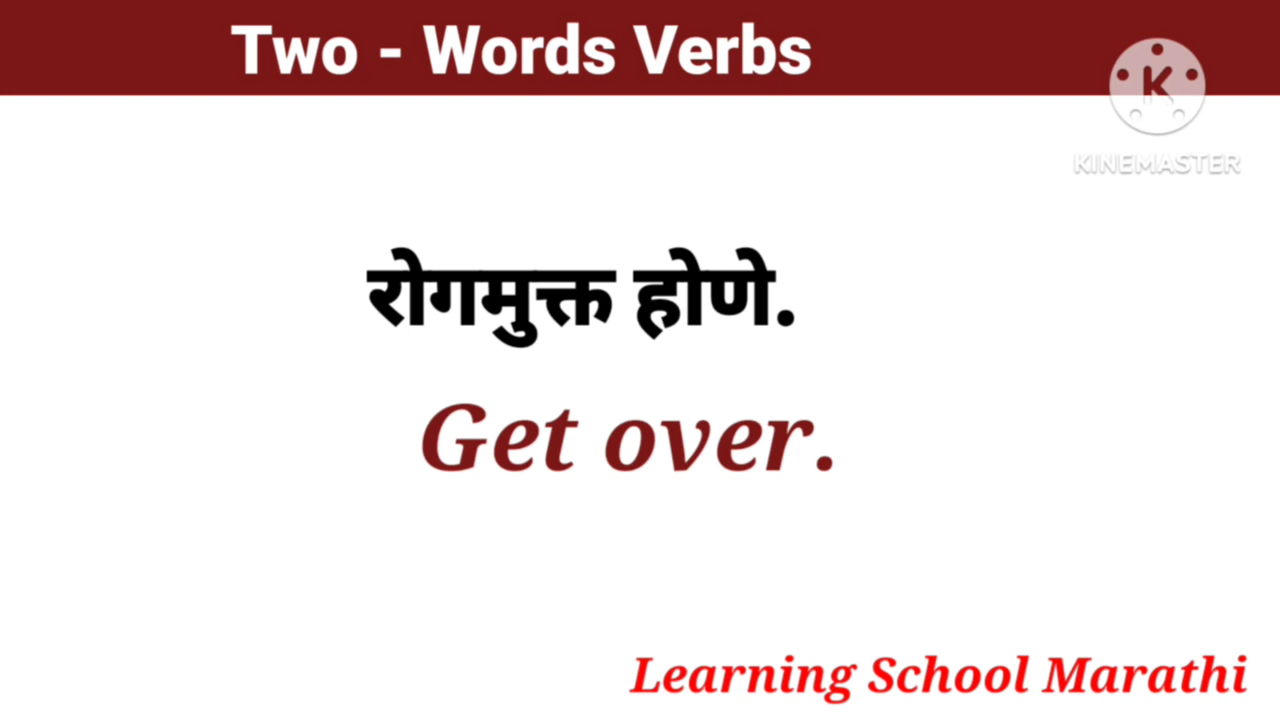 Two - Words Verbs
K
KINEMASTER
रोगमुक्त होणे.
Get over.
Learning School Marathi